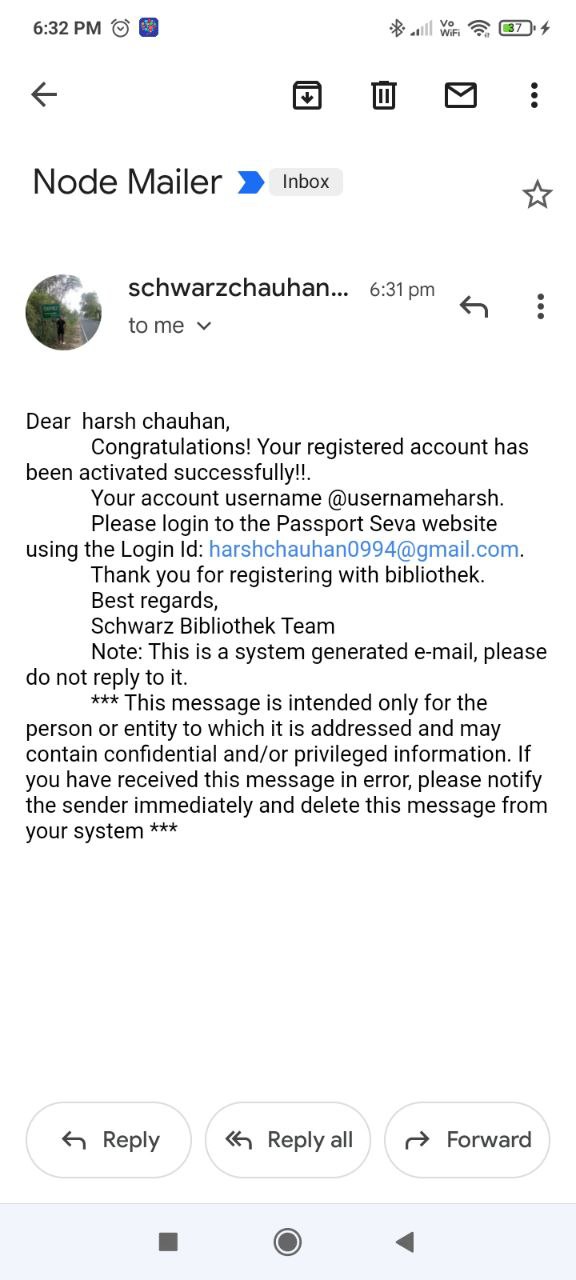 6:32 PM
Vo WiFi
37
Node Mailer
Inbox
schwarzchauhan... 6:31 pm
to me
Dear  harsh chauhan,
Congratulations! Your registered account has
been activated successfully!!.
Your account username @usernameharsh.
Please login to the Passport Seva website
using the Login Id: harshchauhan0994@gmail.com.
Thank you for registering with bibliothek.
Best regards,
Schwarz Bibliothek Team
Note: This is a system generated e-mail, please
do not reply to it.
*** This message is intended only for the
person or entity to which it is addressed and may
contain confidential and/or privileged information. If
you have received this message in error, please notify
the sender immediately and delete this message from
your system ***
Reply
Reply all
Forward